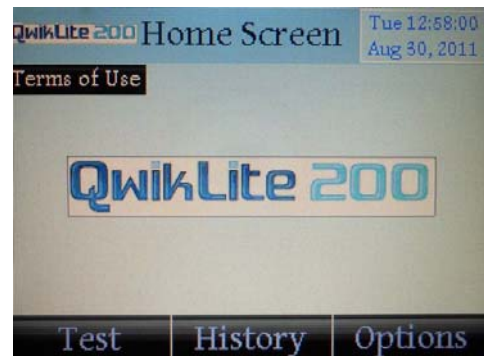 QwikLite 200 Home Screen
Tue 12:58:00
Aug 30, 2011
Terms of Use
QwikLite 200
Test History Options